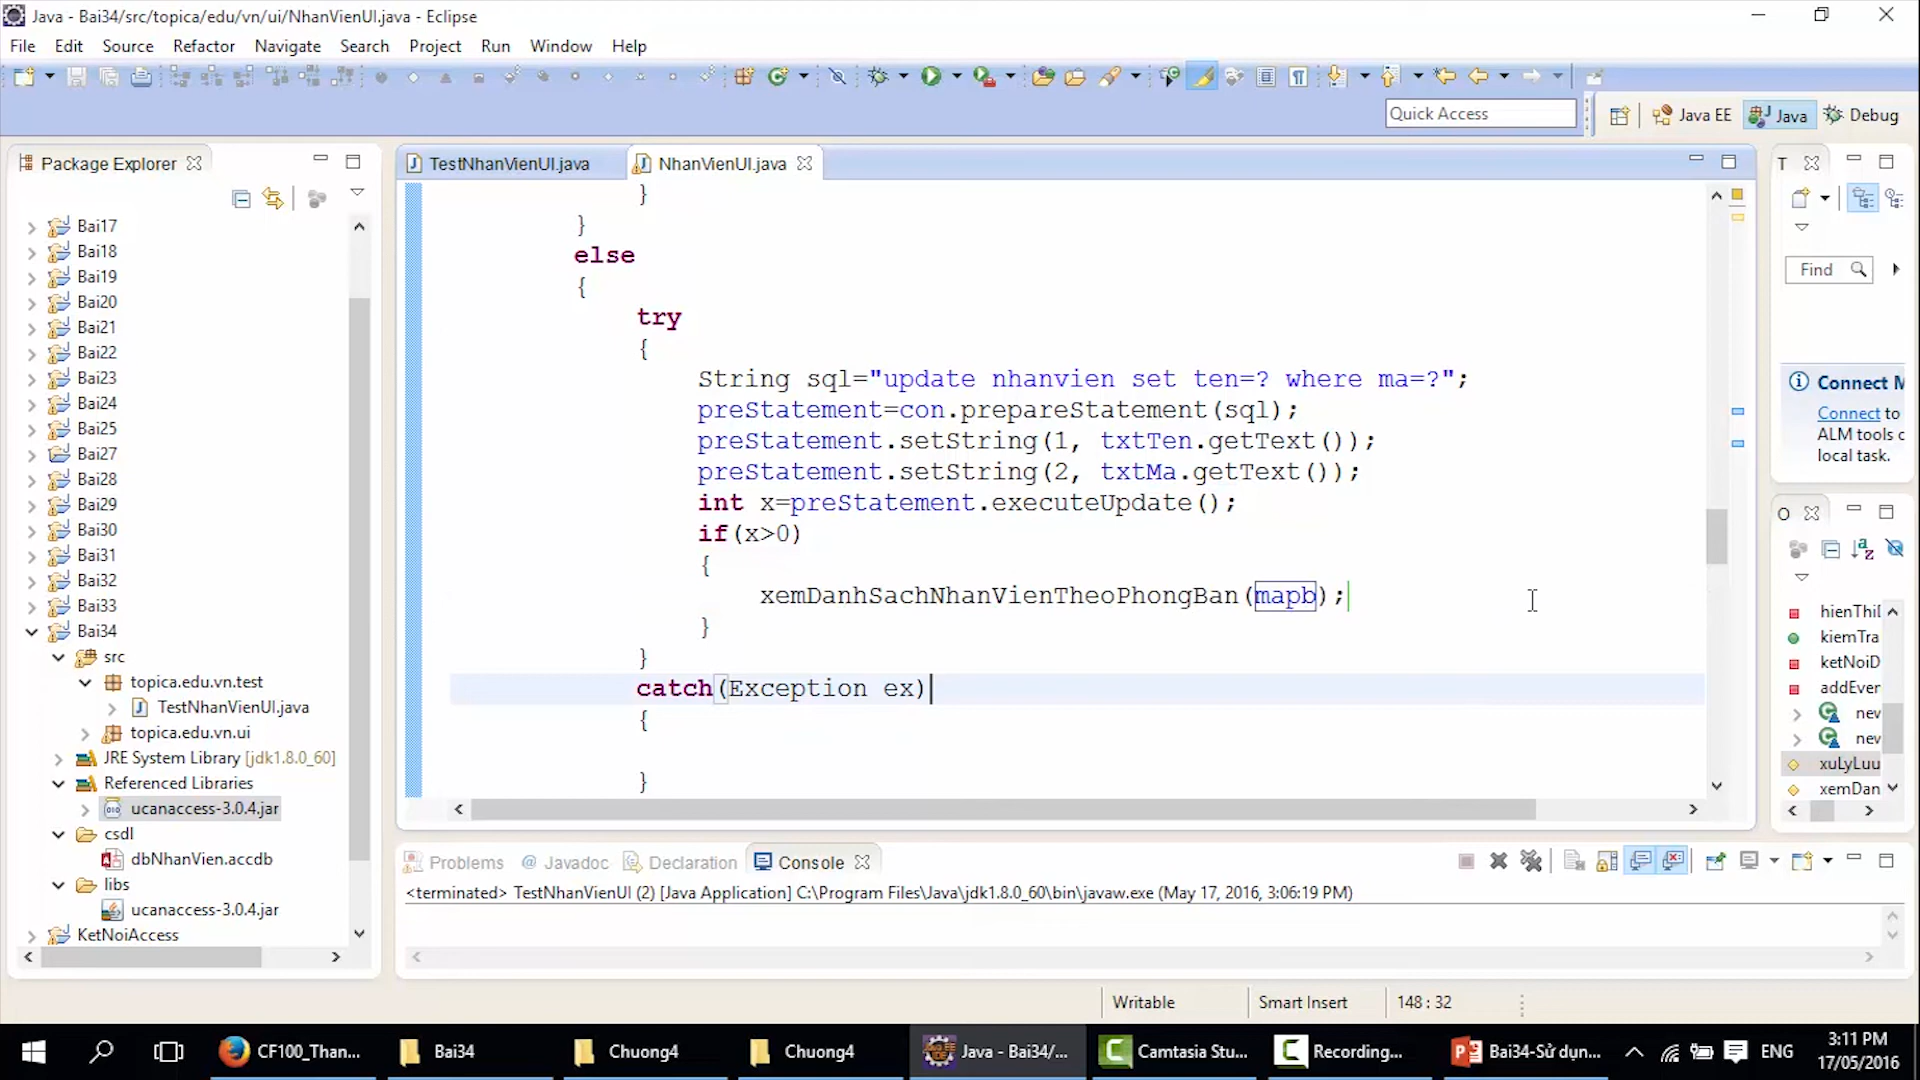 Java - Bai34/src/topica/edu/vn/ui/NhanVienUI.java - Eclipse
File Edit Source Refactor Navigate Search Project Run Window Help
Quick Access
Java EE
Java
Debug
Package Explorer
TestNhanVienUI.java
NhanVienUI.java
T
Bai17
Bai18
Bai19
Bai20
Bai21
Bai22
Bai23
Bai24
Bai25
Bai27
Bai28
Bai29
Bai30
Bai31
Bai32
Bai33
Bai34
src
topica.edu.vn.test
TestNhanVienUI.java
topica.edu.vn.ui
JRE System Library [jdk1.8.0_60]
Referenced Libraries
ucanaccess-3.0.4.jar
csdl
dbNhanVien.accdb
libs
ucanaccess-3.0.4.jar
KetNoiAccess
}
}
else
{
try
{
String sql="update nhanvien set ten=? where ma=?";
preStatement=con.prepareStatement(sql);
preStatement.setString(1, txtTen.getText());
preStatement.setString(2, txtMa.getText());
int x=preStatement.executeUpdate();
if(x>0)
{
xemDanhSachNhanVienTheoPhongBan(mapb);
}
}
catch(Exception ex)
{
}
Find
Connect M
Connect to
ALM tools c
local task.
O
hienThiD
kiemTra
ketNoiD
addEver
nev
nev
xuLyLuu
xemDan
Problems
Javadoc
Declaration
Console
<terminated> TestNhanVienUI (2) [Java Application] C:\Program Files\Java\jdk1.8.0_60\bin\javaw.exe (May 17, 2016, 3:06:19 PM)
Writable
Smart Insert
148 : 32
CF100_Than...
Bai34
Chuong4
Chuong4
Java - Bai34/...
Camtasia Stu...
Recording...
Bai34-Sử dụn...
ENG
3:11 PM
17/05/2016